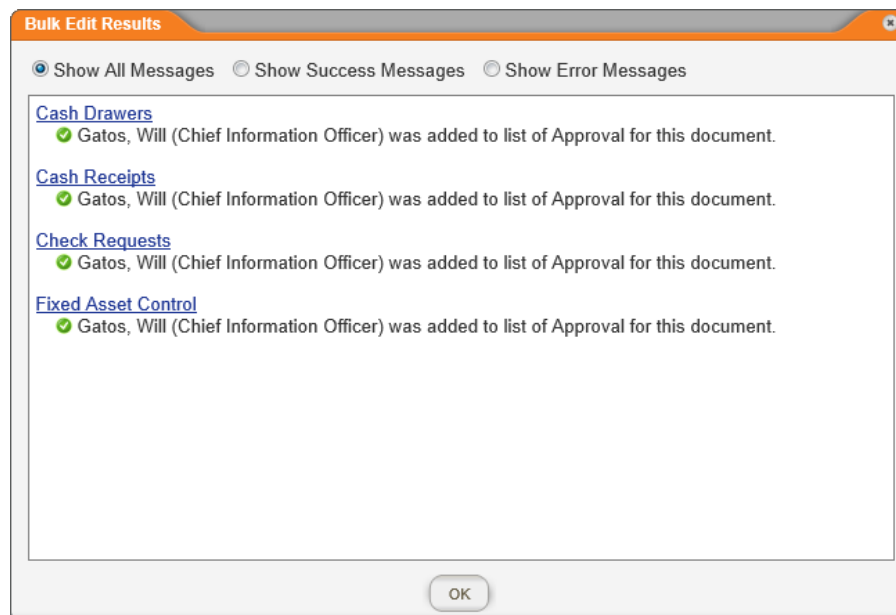 Bulk Edit Results
Show All Messages Show Success Messages Show Error Messages
Cash Drawers
Gatos, Will (Chief Information Officer) was added to list of Approval for this document.
Cash Receipts
Gatos, Will (Chief Information Officer) was added to list of Approval for this document.
Check Requests
Gatos, Will (Chief Information Officer) was added to list of Approval for this document.
Fixed Asset Control
Gatos, Will (Chief Information Officer) was added to list of Approval for this document.
OK